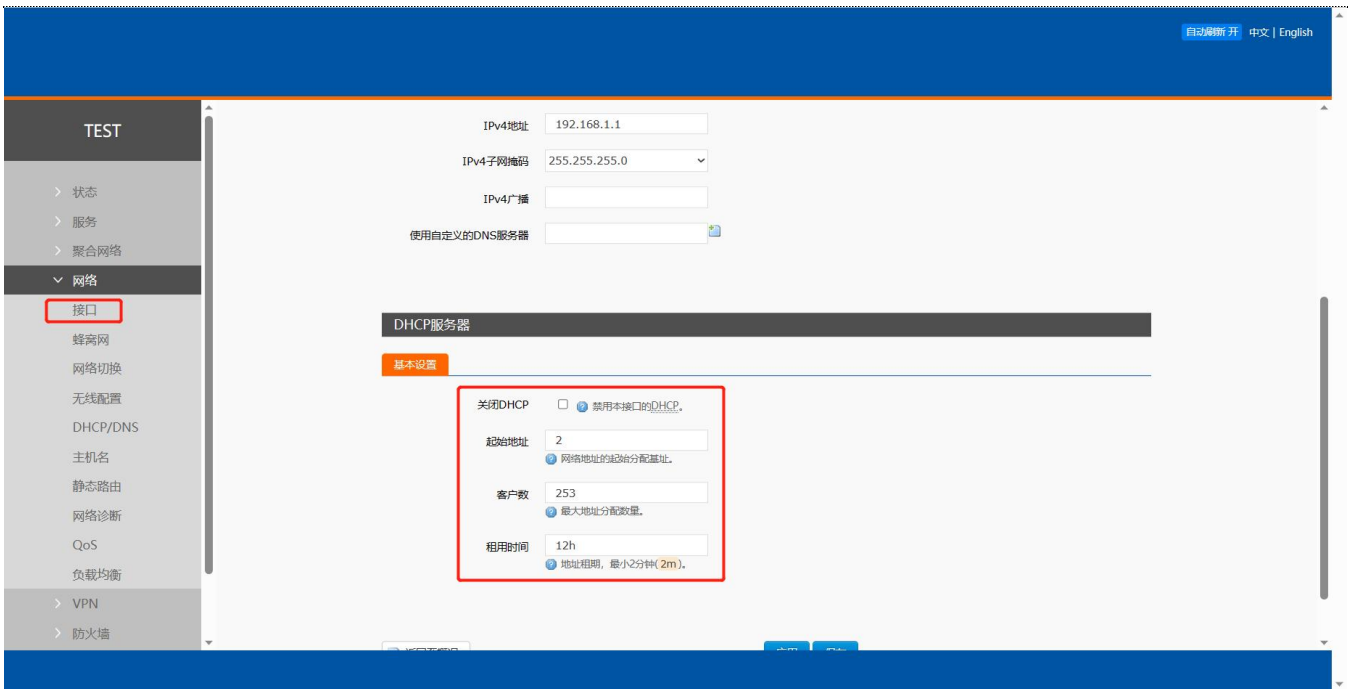 自动刷新 开 中文 | English
TEST
状态
服务
聚合网络
网络
接口
蜂窝网
网络切换
无线配置
DHCP/DNS
主机名
静态路由
网络诊断
QoS
负载均衡
VPN
防火墙
IPv4地址 192.168.1.1
IPv4子网掩码 255.255.255.0
IPv4广播
使用自定义的DNS服务器
DHCP服务器
基本设置
关闭DHCP 禁用本接口的DHCP。
起始地址 2
网络地址的起始分配基址。
客户数 253
最大地址分配数量。
租用时间 12h
地址租期，最小2分钟(2m)。